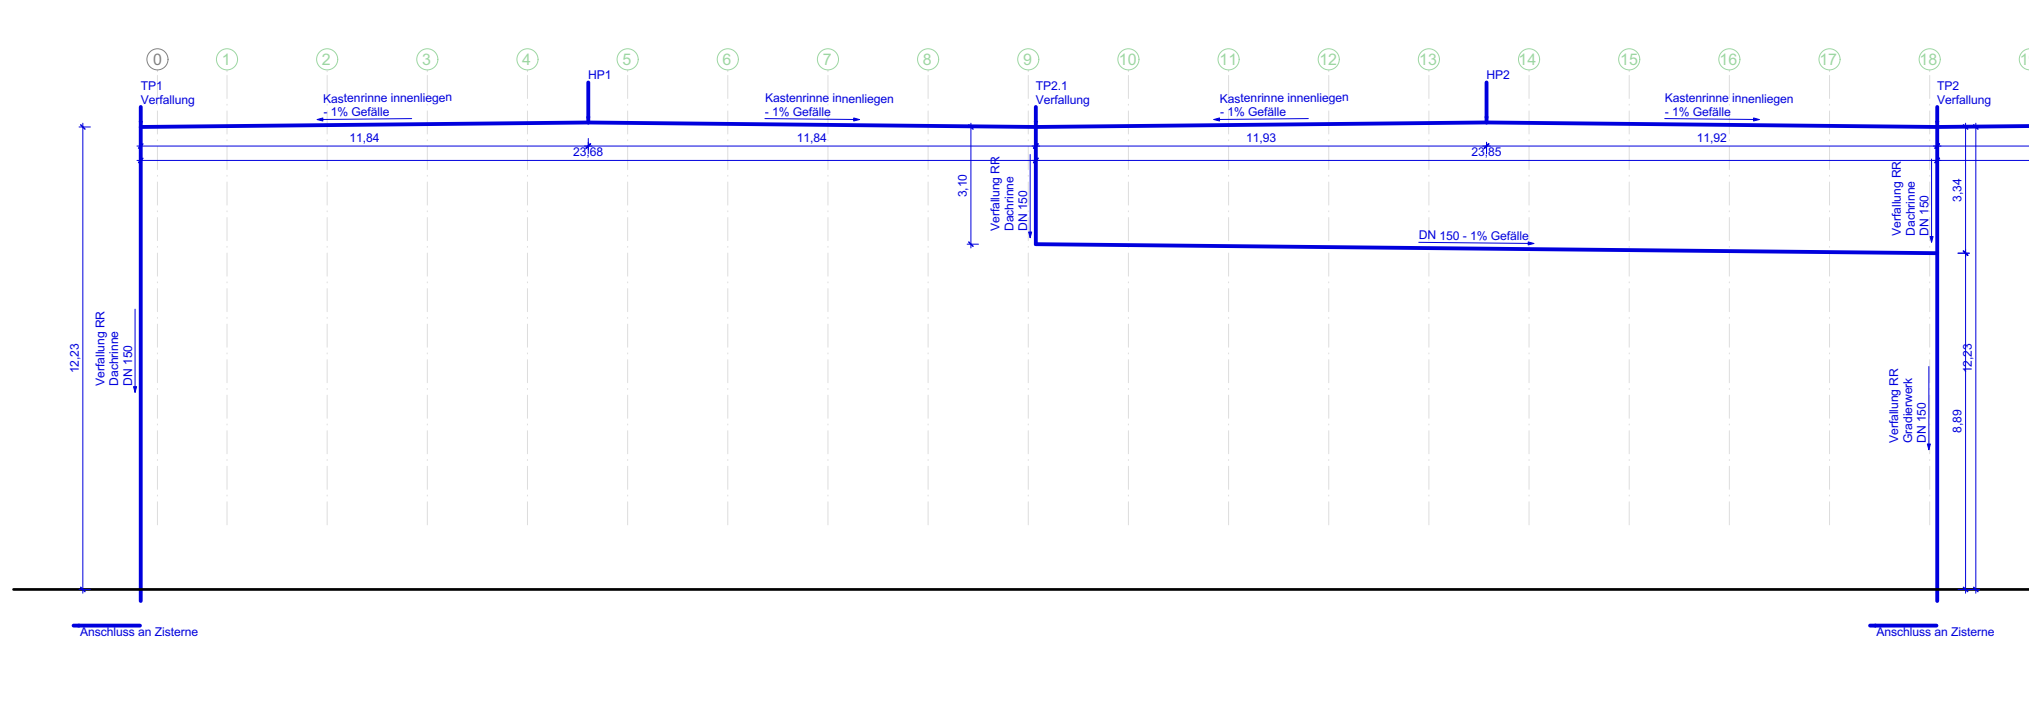 0 1 2 3 4 5 6 7 8 9 10 11 12 13 14 15 16 17 18
HP1
HP2
TP1
Verfallung
TP2.1
Verfallung
TP2
Verfallung
Kastenrinne innenliegen
- 1% Gefälle
Kastenrinne innenliegen
- 1% Gefälle
Kastenrinne innenliegen
- 1% Gefälle
Kastenrinne innenliegen
- 1% Gefälle
11,84
11,84
11,93
11,92
23,68
23,85
3,10
Verfallung RR
Dachrinne
DN 150
Verfallung RR
Dachrinne
DN 150
3,34
DN 150 - 1% Gefälle
12,23
Verfallung RR
Dachrinne
DN 150
12,23
Verfallung RR
Gradierwerk
DN 150
8,89
Anschluss an Zisterne
Anschluss an Zisterne